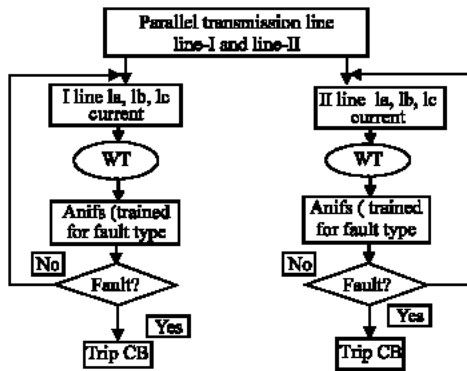 Parallel transmission line
line-I and line-II
I line Ia, Ib, Ic
current
WT
Anifs (trained
for fault type
No
Fault?
Yes
Trip CB
II line Ia, Ib, Ic
current
WT
Anifs ( trained
for fault type
No
Fault?
Yes
Trip CB